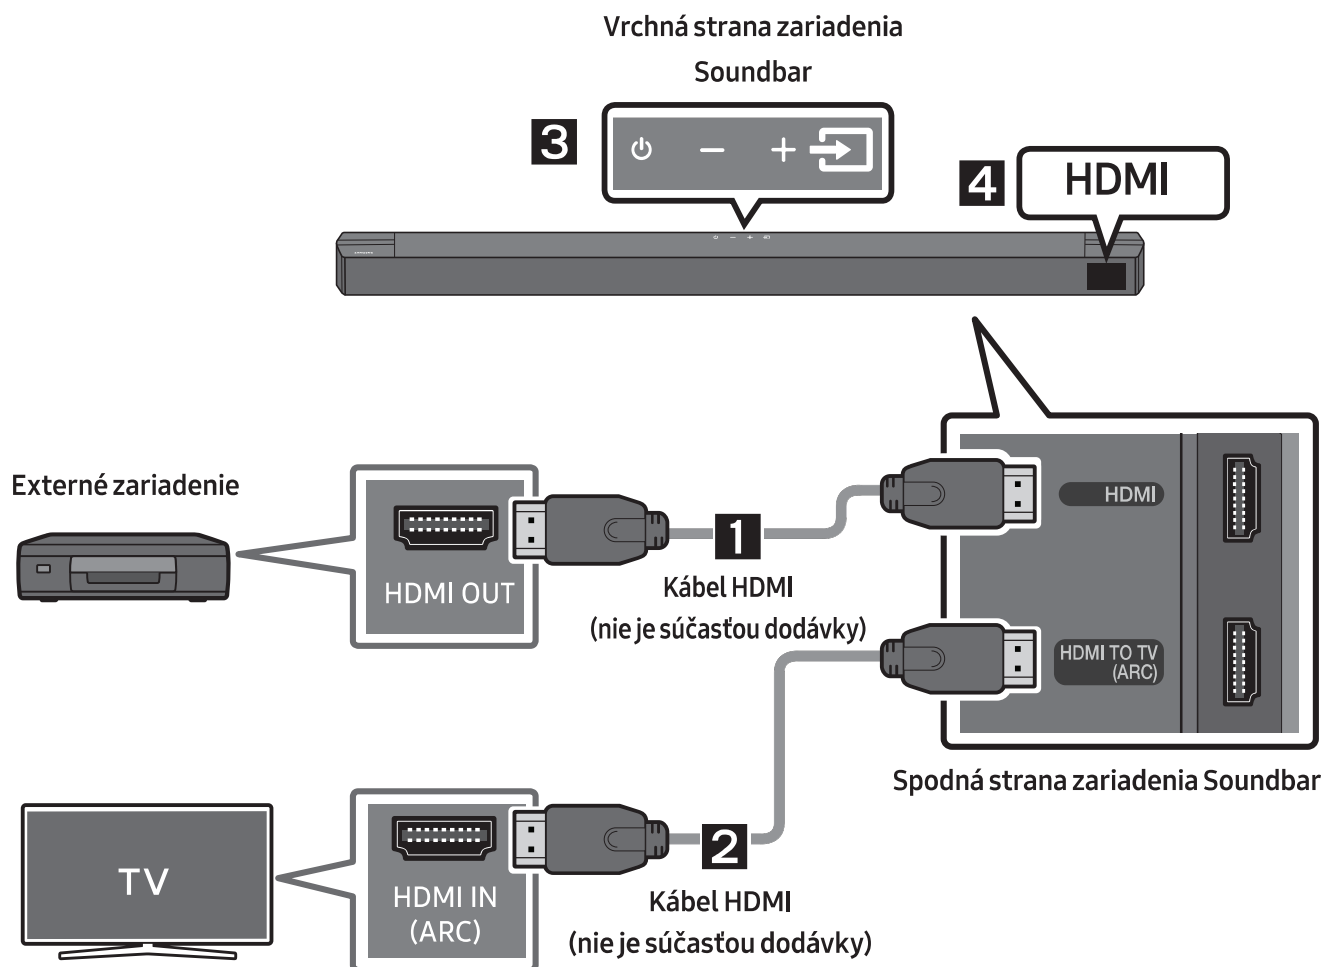 Vrchná strana zariadenia
Soundbar
3
4
HDMI
Externé zariadenie
HDMI OUT
1
Kábel HDMI
(nie je súčasťou dodávky)
HDMI
HDMI TO TV
(ARC)
Spodná strana zariadenia Soundbar
TV
HDMI IN
(ARC)
2
Kábel HDMI
(nie je súčasťou dodávky)